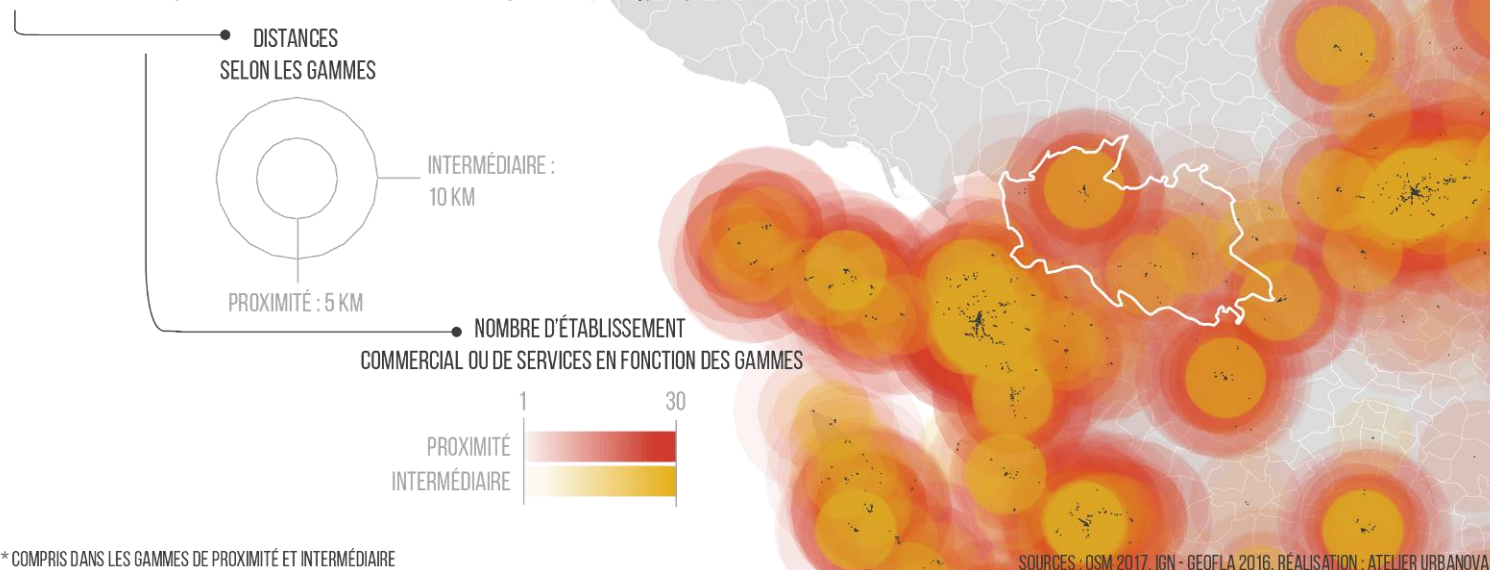 DISTANCES
SELON LES GAMMES
INTERMÉDIAIRE :
10 KM
PROXIMITÉ : 5 KM
NOMBRE D'ÉTABLISSEMENT
COMMERCIAL OU DE SERVICES EN FONCTION DES GAMMES
1 30
PROXIMITÉ
INTERMÉDIAIRE
* COMPRIS DANS LES GAMMES DE PROXIMITÉ ET INTERMÉDIAIRE
SOURCES : OSM 2017, IGN - GEOFLA 2016. RÉALISATION : ATELIER URBANOVA